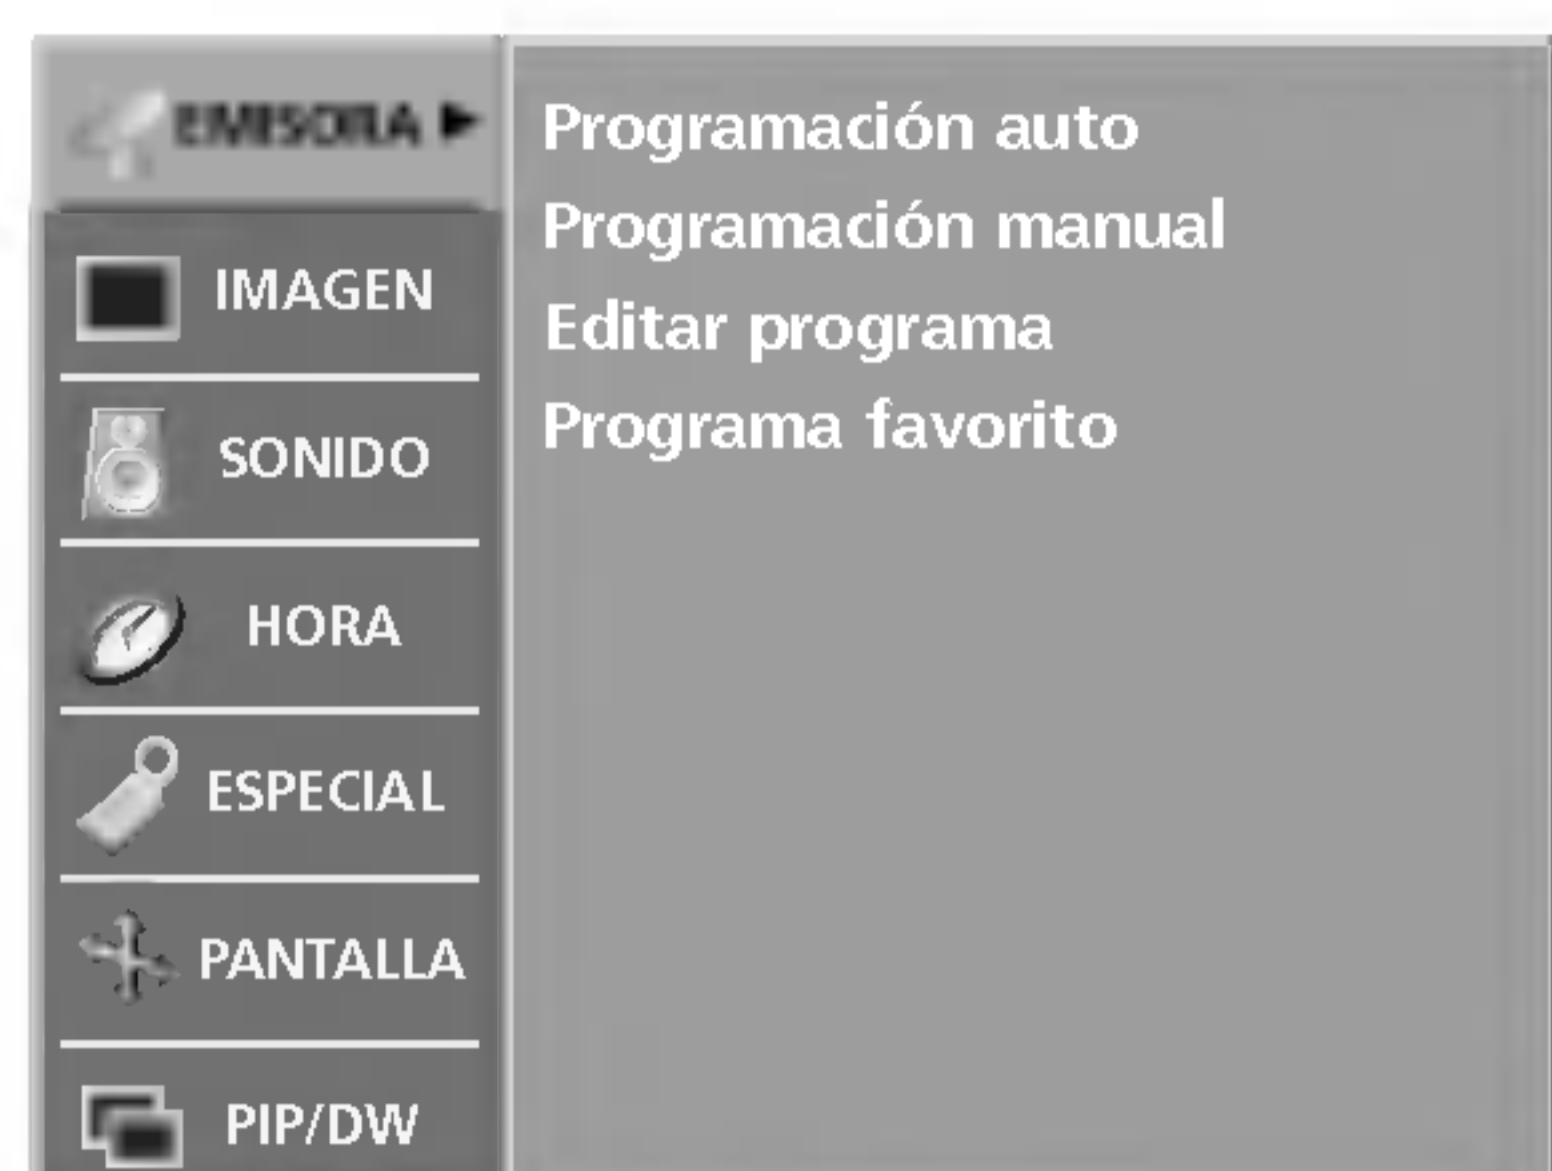 EMISORA ►
IMAGEN
SONIDO
HORA
ESPECIAL
PANTALLA
PIP/DW
Programación auto
Programación manual
Editar programa
Programa favorito